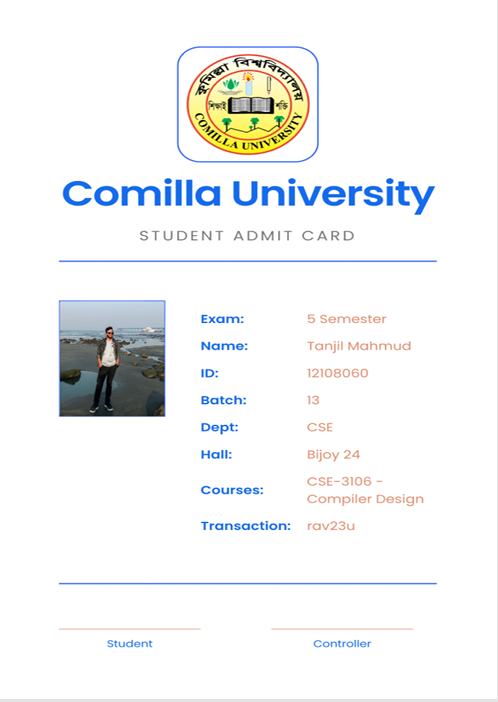 কুমিল্লা বিশ্ববিদ্যালয়
শিক্ষাই শক্তি
COMILLA UNIVERSITY
Comilla University
STUDENT ADMIT CARD
Exam: 5 Semester
Name: Tanjil Mahmud
ID: 12108060
Batch: 13
Dept: CSE
Hall: Bijoy 24
Courses: CSE-3106 -
Compiler Design
Transaction: rav23u
Student Controller